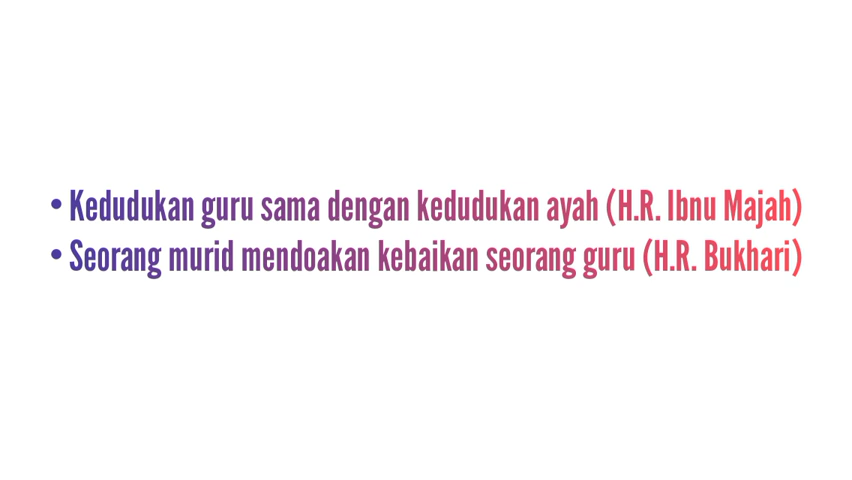 • Kedudukan guru sama dengan kedudukan ayah (H.R. Ibnu Majah)
• Seorang murid mendoakan kebaikan seorang guru (H.R. Bukhari)